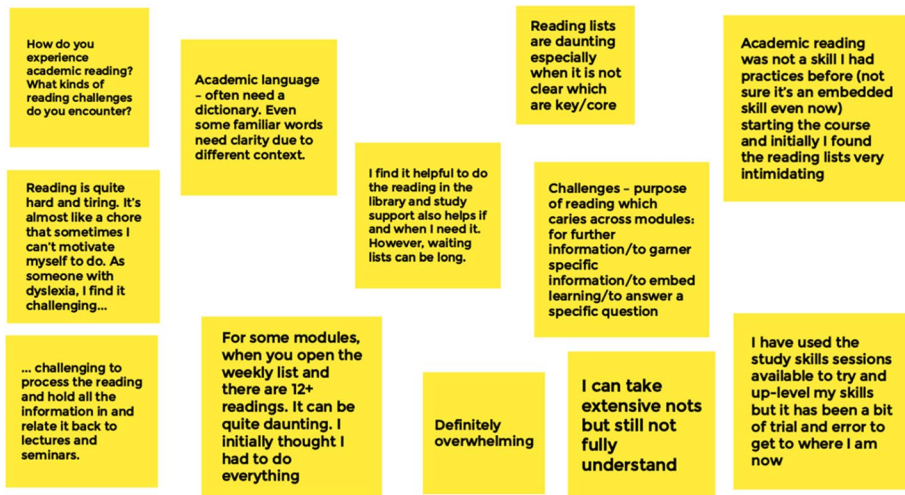 How do you
experience
academic reading?
What kinds of
reading challenges
do you encounter?
Academic language
– often need a
dictionary. Even
some familiar words
need clarity due to
different context.
Reading lists
are daunting
especially
when it is not
clear which
are key/core
Academic reading
was not a skill I had
practices before (not
sure it's an embedded
skill even now)
starting the course
and initially I found
the reading lists very
intimidating
Reading is quite
hard and tiring. It's
almost like a chore
that sometimes I
can't motivate
myself to do. As
someone with
dyslexia, I find it
challenging...
I find it helpful to do
the reading in the
library and study
support also helps if
and when I need it.
However, waiting
lists can be long.
Challenges – purpose
of reading which
caries across modules:
for further
information/to garner
specific
information/to embed
learning/to answer a
specific question
... challenging to
process the reading
and hold all the
information in and
relate it back to
lectures and
seminars.
For some modules,
when you open the
weekly list and
there are 12+
readings. It can be
quite daunting. I
initially thought I
had to do
everything
Definitely
overwhelming
I can take
extensive nots
but still not
fully
understand
I have used the
study skills sessions
available to try and
up-level my skills
but it has been a bit
of trial and error to
get to where I am
now